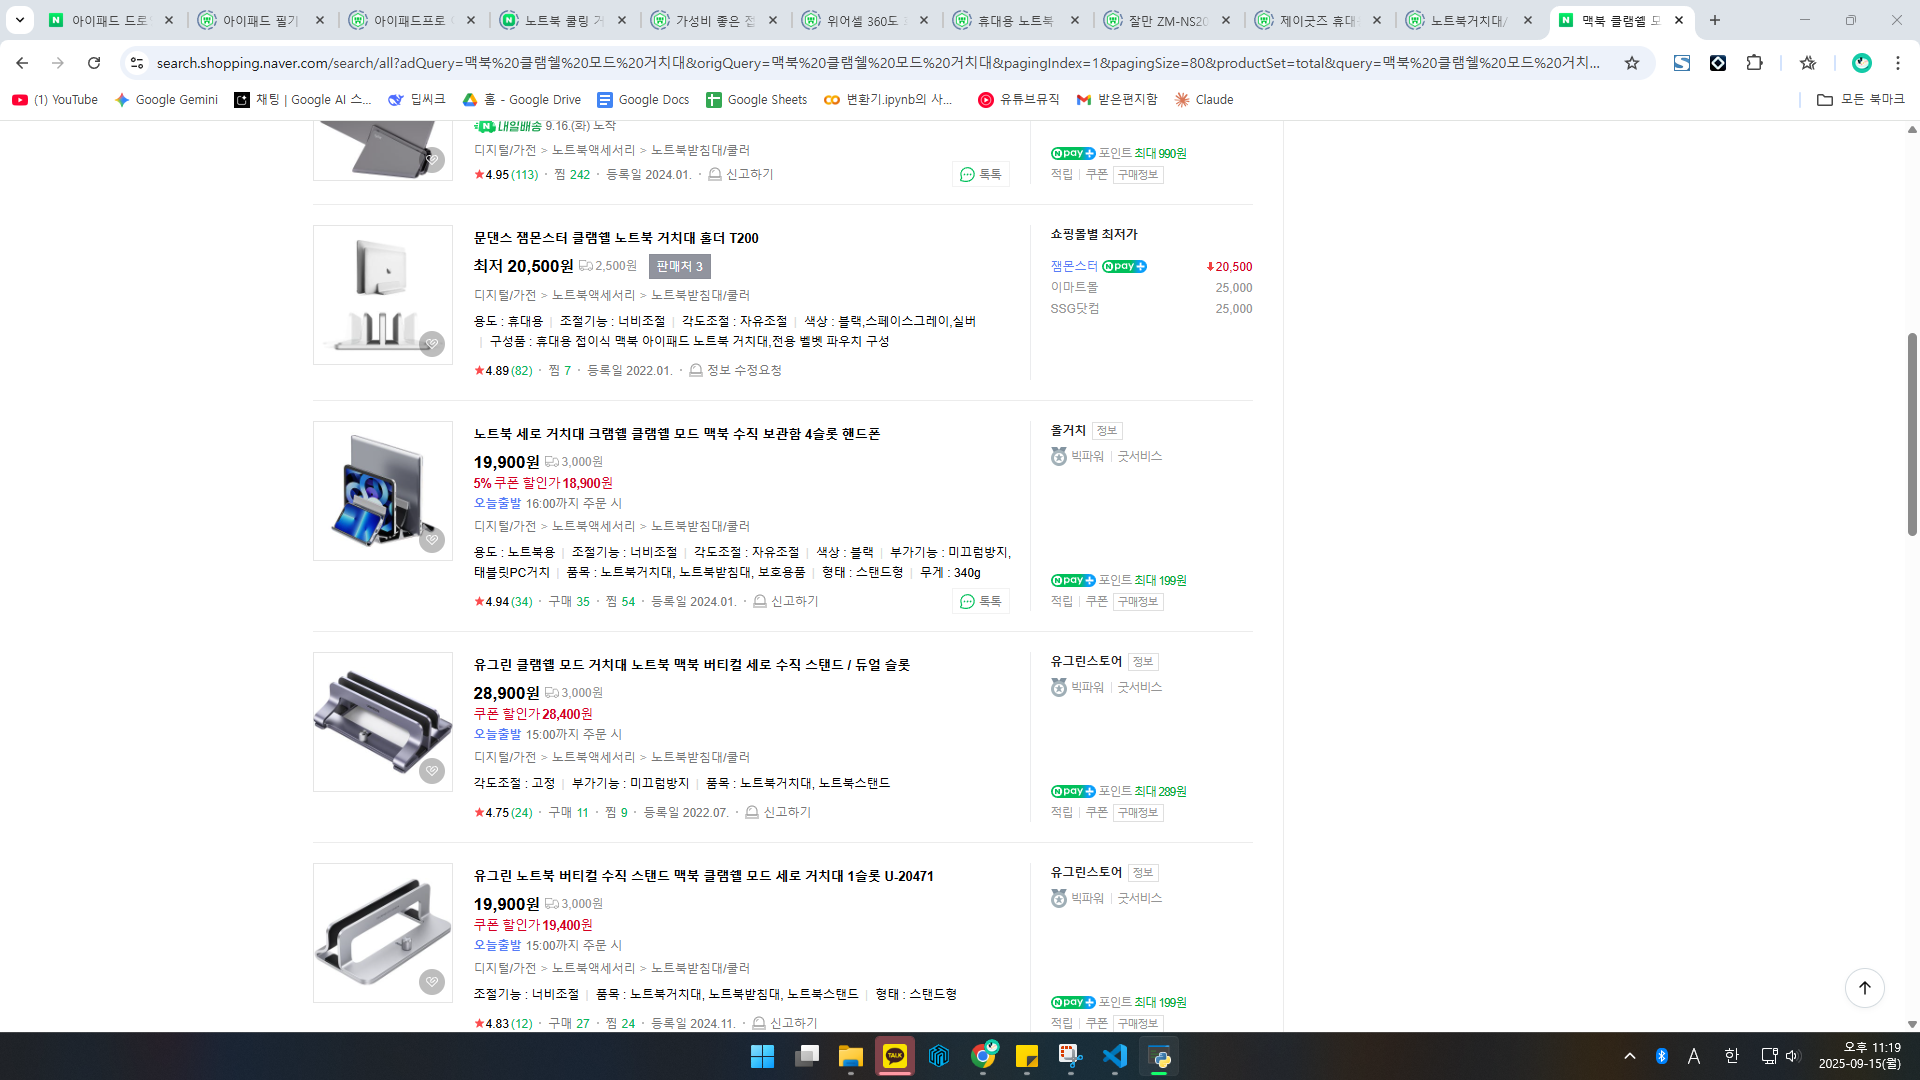 아이패드 드로
아이패드 필기
아이패드프로
노트북 쿨링 거
가성비 좋은 접
위어셀 360도
휴대용 노트북
잘만 ZM-NS20
제이굿즈 휴대
노트북거치대/
맥북 클램쉘 모
search.shopping.naver.com/search/all?adQuery=맥북%20클램쉘%20모드%20거치대&origQuery=맥북%20클램쉘%20모드%20거치대&pagingIndex=1&pagingSize=80&productSet=total&query=맥북%20클램쉘%20모드%20거치...
(1) YouTube
Google Gemini
채팅 | Google AI 스...
딥씨크
홈 - Google Drive
Google Docs
Google Sheets
변환기.ipynb의 사...
유튜브뮤직
받은편지함
Claude
모든 북마크
N 내일배송 9.16.(화) 도착
디지털/가전 > 노트북액세서리 > 노트북받침대/쿨러
★4.95(113) · 찜 242 · 등록일 2024.01. · 신고하기
톡톡
N pay+ 포인트 최대 990원
적립 | 쿠폰 구매정보
문댄스 잼몬스터 클램쉘 노트북 거치대 홀더 T200
최저 20,500원 2,500원 판매처 3
디지털/가전 > 노트북액세서리 > 노트북받침대/쿨러
용도 : 휴대용 | 조절기능 : 너비조절 | 각도조절 : 자유조절 | 색상 : 블랙,스페이스그레이,실버
| 구성품 : 휴대용 접이식 맥북 아이패드 노트북 거치대,전용 벨벳 파우치 구성
★4.89(82) · 찜 7 · 등록일 2022.01. · 정보 수정요청
쇼핑몰별 최저가
잼몬스터 N pay+ 20,500
이마트몰 25,000
SSG닷컴 25,000
노트북 세로 거치대 크램쉘 클램쉘 모드 맥북 수직 보관함 4슬롯 핸드폰
19,900원 3,000원
5% 쿠폰 할인가 18,900원
오늘출발 16:00까지 주문 시
디지털/가전 > 노트북액세서리 > 노트북받침대/쿨러
용도 : 노트북용 | 조절기능 : 너비조절 | 각도조절 : 자유조절 | 색상 : 블랙 | 부가기능 : 미끄럼방지,
태블릿PC거치 | 품목 : 노트북거치대, 노트북받침대, 보호용품 | 형태 : 스탠드형 | 무게 : 340g
★4.94(34) · 구매 35 · 찜 54 · 등록일 2024.01. · 신고하기
톡톡
올거치 정보
빅파워 | 굿서비스
N pay+ 포인트 최대 199원
적립 | 쿠폰 구매정보
유그린 클램쉘 모드 거치대 노트북 맥북 버티컬 세로 수직 스탠드 / 듀얼 슬롯
28,900원 3,000원
쿠폰 할인가 28,400원
오늘출발 15:00까지 주문 시
디지털/가전 > 노트북액세서리 > 노트북받침대/쿨러
각도조절 : 고정 | 부가기능 : 미끄럼방지 | 품목 : 노트북거치대, 노트북스탠드
★4.75(24) · 구매 11 · 찜 9 · 등록일 2022.07. · 신고하기
유그린스토어 정보
빅파워 | 굿서비스
N pay+ 포인트 최대 289원
적립 | 쿠폰 구매정보
유그린 노트북 버티컬 수직 스탠드 맥북 클램쉘 모드 세로 거치대 1슬롯 U-20471
19,900원 3,000원
쿠폰 할인가 19,400원
오늘출발 15:00까지 주문 시
디지털/가전 > 노트북액세서리 > 노트북받침대/쿨러
조절기능 : 너비조절 | 품목 : 노트북거치대, 노트북받침대, 노트북스탠드 | 형태 : 스탠드형
★4.83(12) · 구매 27 · 찜 24 · 등록일 2024.11. · 신고하기
유그린스토어 정보
빅파워 | 굿서비스
N pay+ 포인트 최대 199원
적립 | 쿠폰 구매정보
TALK
A
한
오후 11:19
2025-09-15(월)